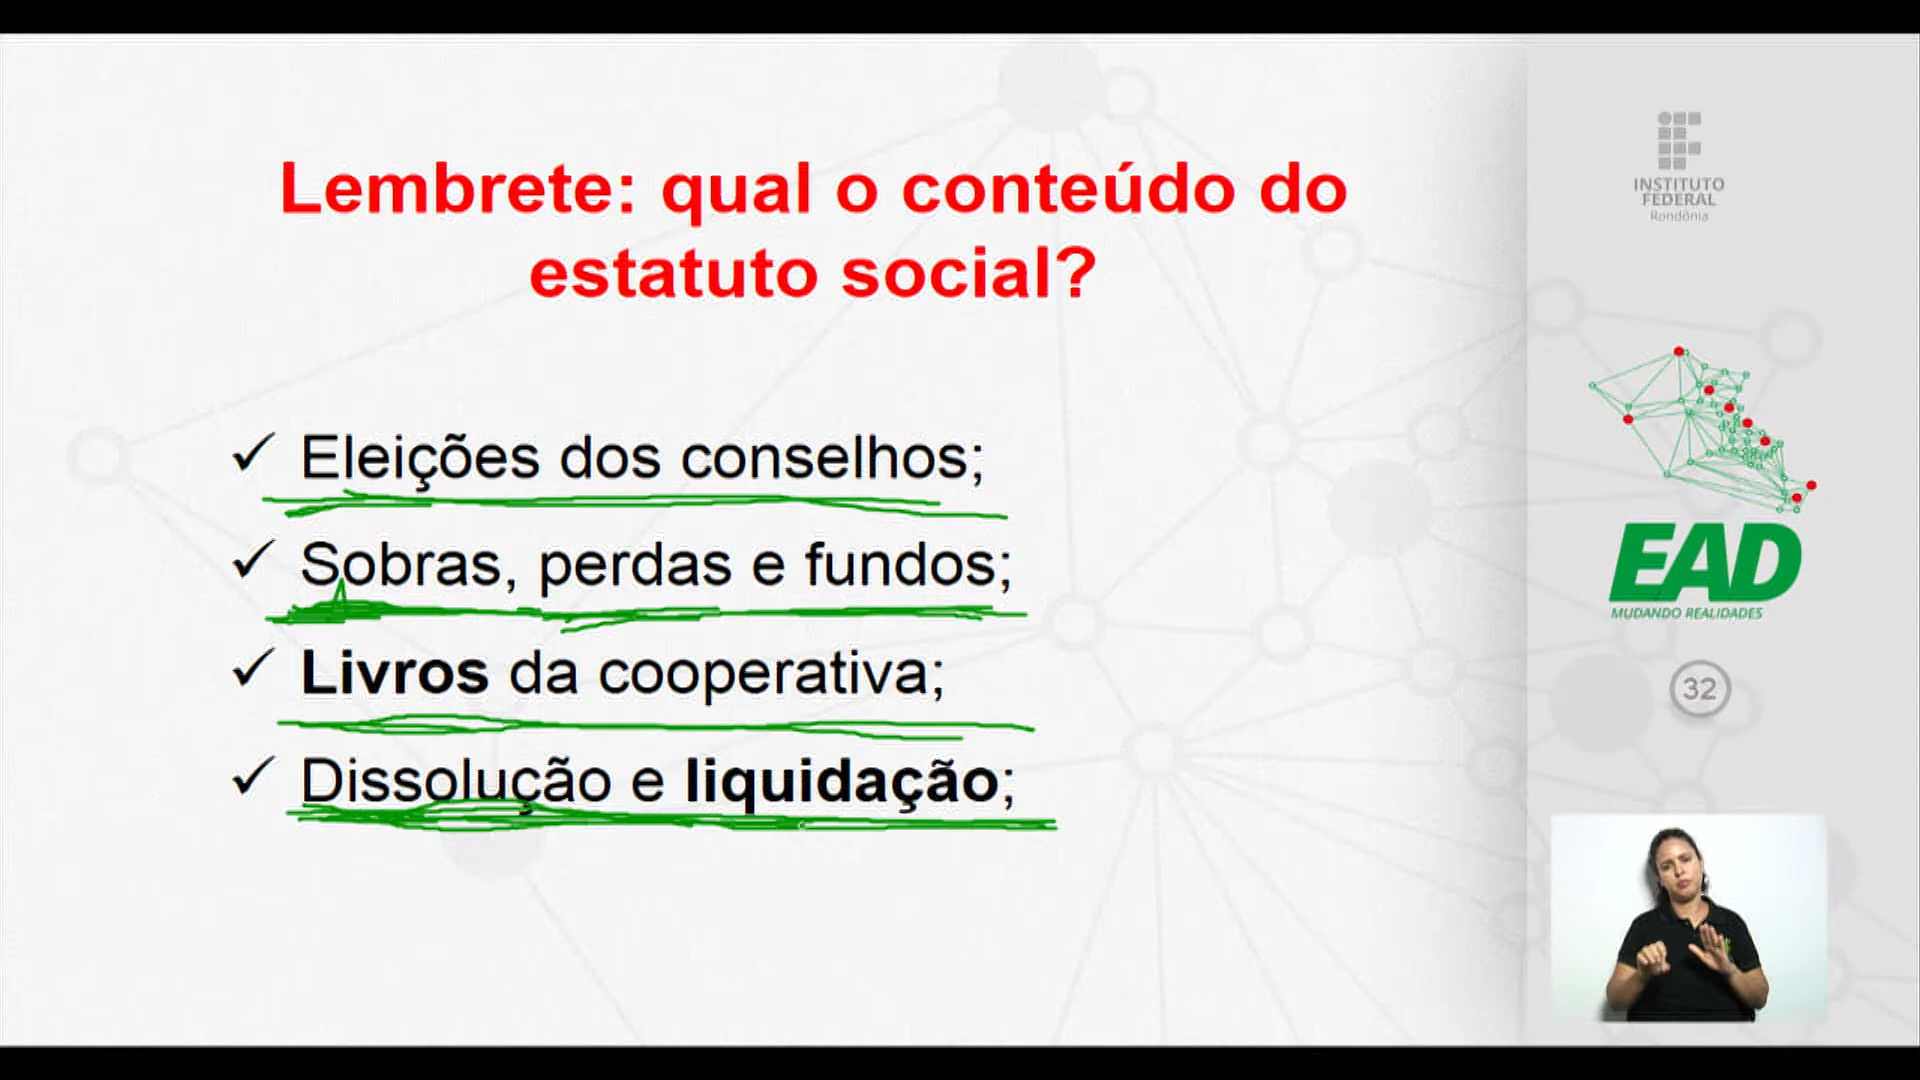 Lembrete: qual o conteúdo do
estatuto social?
✓ Eleições dos conselhos;
✓ Sobras, perdas e fundos;
✓ Livros da cooperativa;
✓ Dissolução e liquidação;
INSTITUTO
FEDERAL
Rondônia
EAD
MUDANDO REALIDADES
32